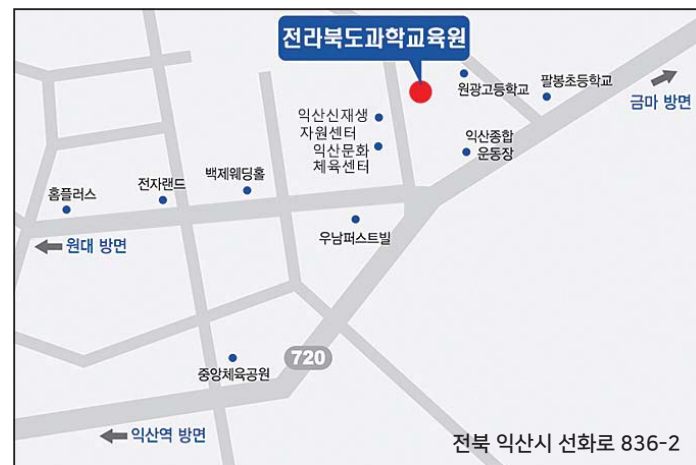 전라북도과학교육원
원광고등학교
팔봉초등학교
금마 방면
익산신재생
자원센터
익산문화
체육센터
익산종합
운동장
백제웨딩홀
전자랜드
홈플러스
우남퍼스트빌
원대 방면
720
중앙체육공원
익산역 방면
전북 익산시 선화로 836-2